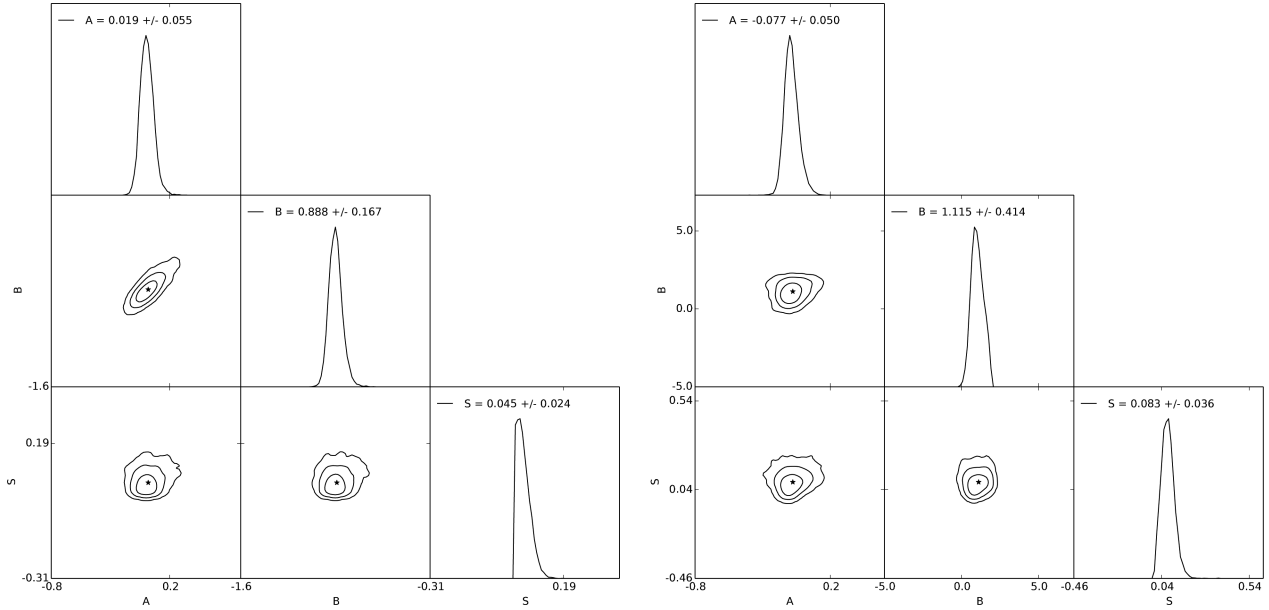 A = 0.019 +/- 0.055
B
B = 0.888 +/- 0.167
-1.6
S
0.19
-0.31
S = 0.045 +/- 0.024
-0.8
0.2
-1.6
-0.31
0.19
A
B
S
A = -0.077 +/- 0.050
B
5.0
0.0
-5.0
B = 1.115 +/- 0.414
S
0.54
0.04
-0.46
S = 0.083 +/- 0.036
-0.8
0.2
-5.0
0.0
5.0
-0.46
0.04
0.54
A
B
S